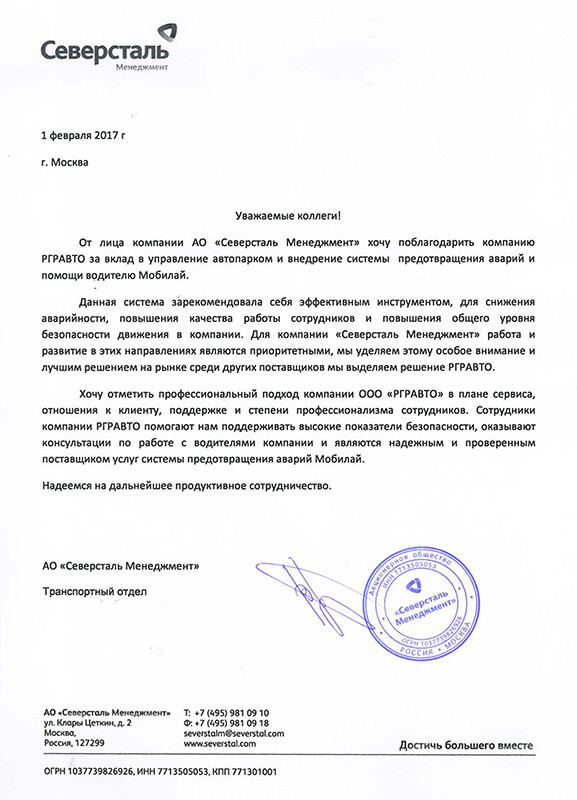 Северсталь
Менеджмент
1 февраля 2017 г
г. Москва
Уважаемые коллеги!
От лица компании АО «Северсталь Менеджмент» хочу поблагодарить компанию
РГРАВТО за вклад в управление автопарком и внедрение системы предотвращения аварий и
помощи водителю Мобилай.
Данная система зарекомендовала себя эффективным инструментом, для снижения
аварийности, повышения качества работы сотрудников и повышения общего уровня
безопасности движения в компании. Для компании «Северсталь Менеджмент» работа и
развитие в этих направлениях являются приоритетными, мы уделяем этому особое внимание и
лучшим решением на рынке среди других поставщиков мы выделяем решение РГРАВТО.
Хочу отметить профессиональный подход компании ООО «РГРАВТО» в плане сервиса,
отношения к клиенту, поддержке и степени профессионализма сотрудников. Сотрудники
компании РГРАВТО помогают нам поддерживать высокие показатели безопасности, оказывают
консультации по работе с водителями компании и являются надежным и проверенным
поставщиком услуг системы предотвращения аварий Мобилай.
Надеемся на дальнейшее продуктивное сотрудничество.
АО «Северсталь Менеджмент»
Транспортный отдел
Акционерное общество
ИНН 7713505053
«Северсталь
Менеджмент»
ОГРН 1037739826926
РОССИЯ • МОСКВА
АО «Северсталь Менеджмент»
ул. Клары Цеткин, д. 2
Москва,
Россия, 127299
Т: +7 (495) 981 09 10
Ф: +7 (495) 981 09 18
severstalm@severstal.com
www.severstal.com
Достичь большего вместе
ОГРН 1037739826926, ИНН 7713505053, КПП 771301001